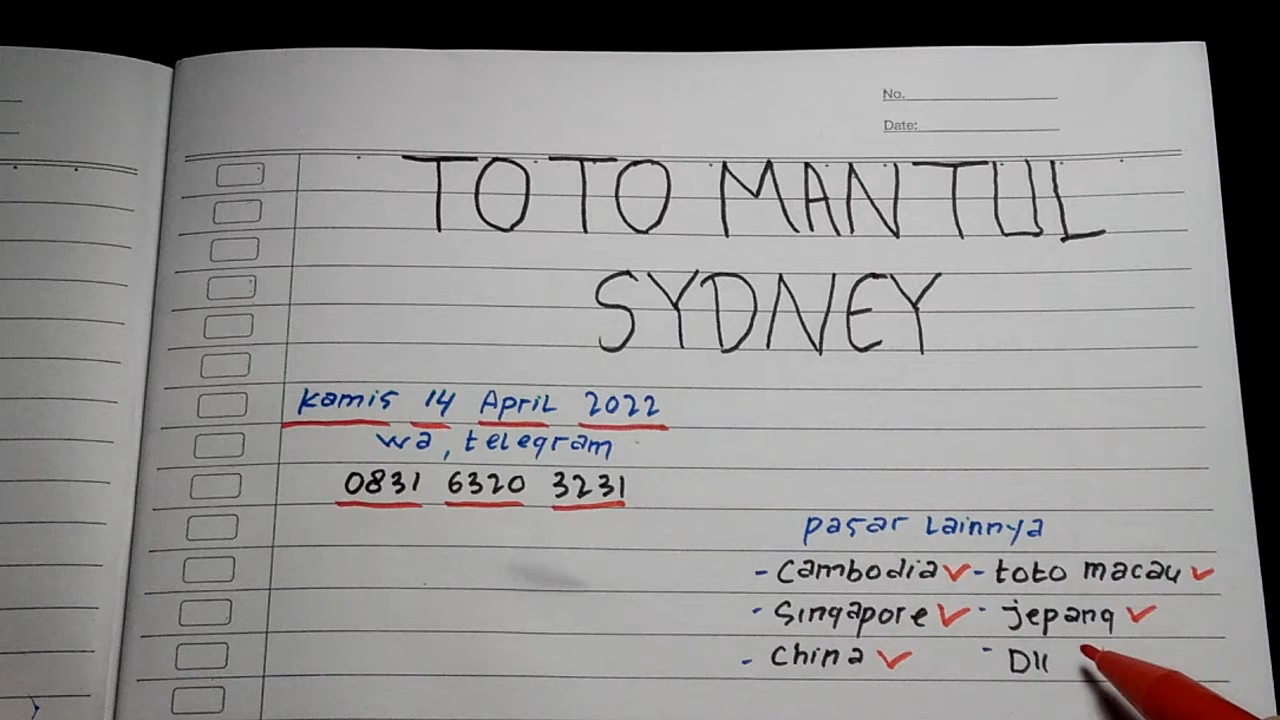 No.
Date:
TOTO MANTUL
SYDNEY
Kamis 14 April 2022
wa, telegram
0831 6320 3231
pasar Lainnya
- Cambodia ✓ - toto macau ✓
- Singapore ✓ - jepang ✓
- China ✓ - Dll